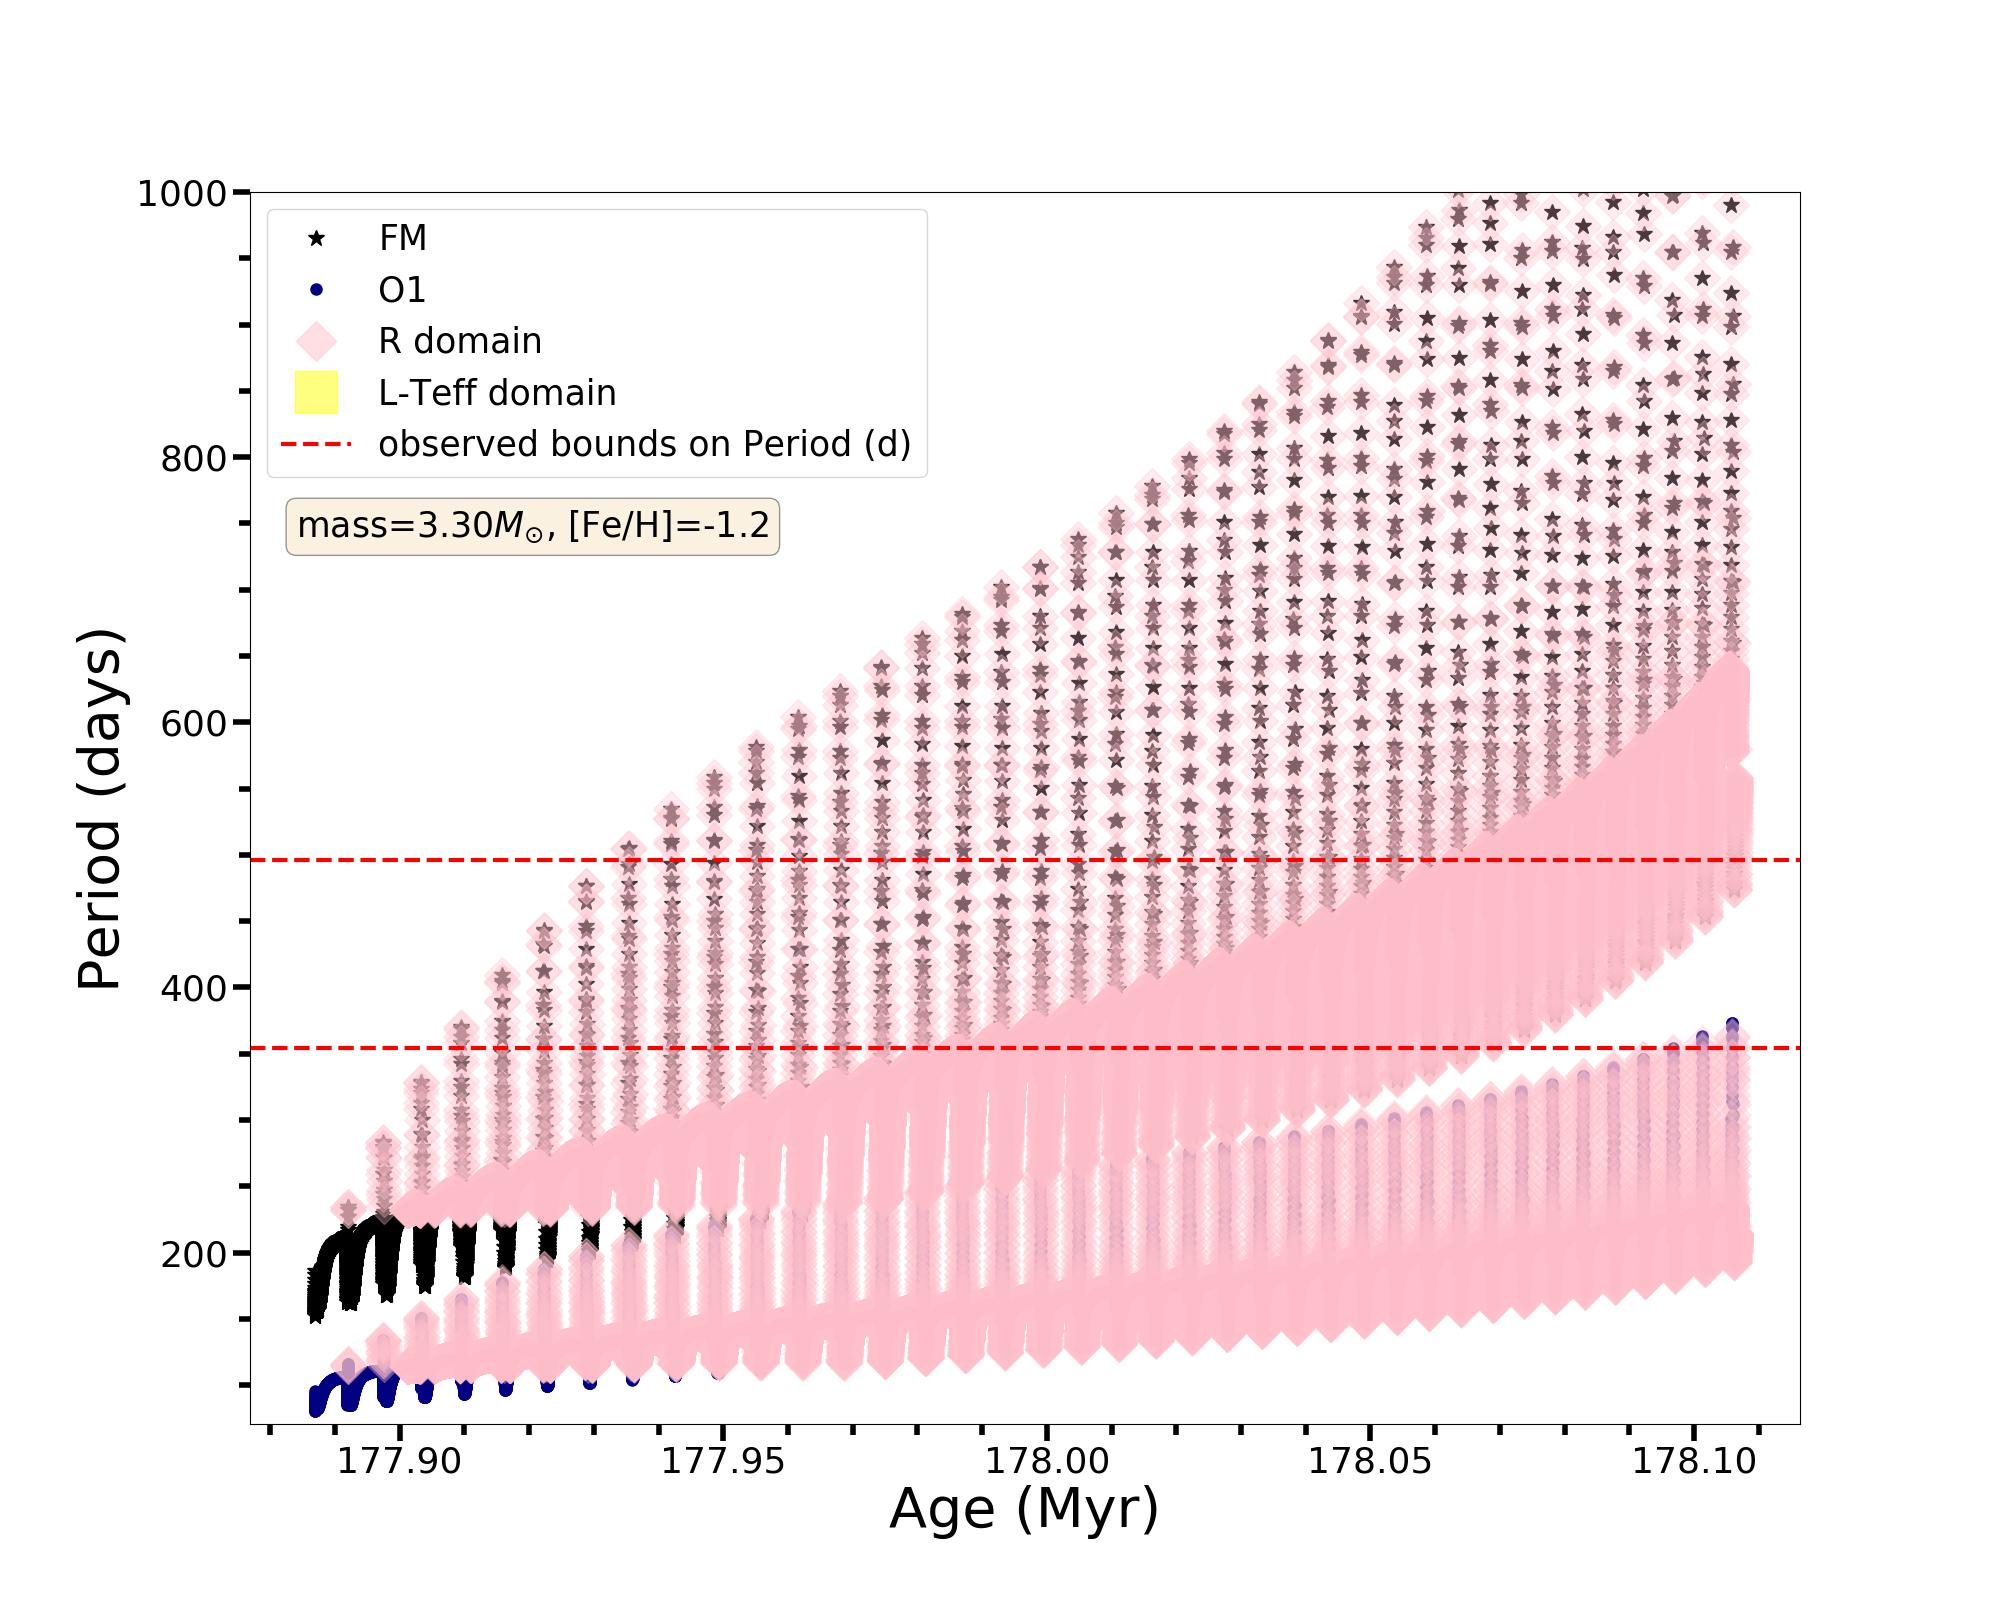 1000
800
600
400
200
Period (days)
FM
O1
R domain
L-Teff domain
observed bounds on Period (d)
mass=3.30M⊙, [Fe/H]=-1.2
177.90 177.95 178.00 178.05 178.10
Age (Myr)